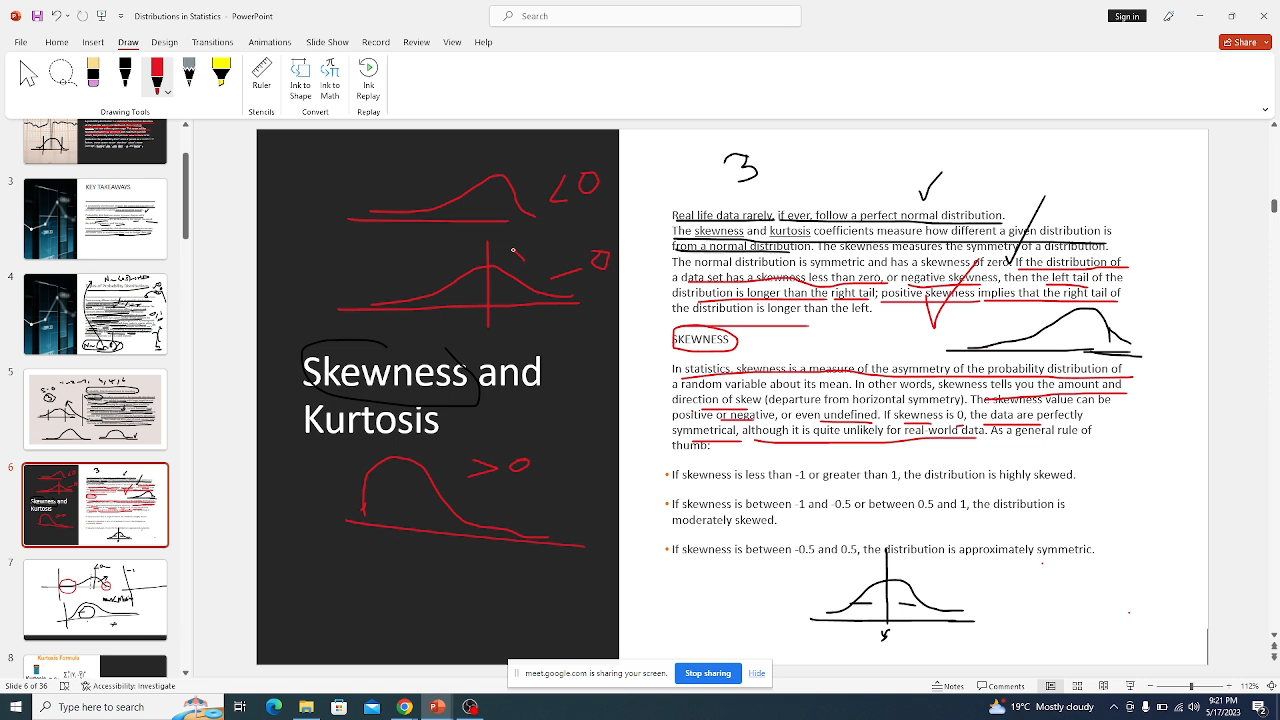 Distributions in Statistics - PowerPoint
Search
Sign in
File Home Insert Draw Design Transitions Animations Slide Show Record Review View Help
Share
Ruler
Ink to Shape
Ink to Math
Ink Replay
Drawing Tools
Stencils
Convert
Replay
3
KEY TAKEAWAYS
4
5
6
7
8
Kurtosis Formula
<0
0
Skewness and
Kurtosis
>0
3
Real life data rarely, if ever, follow a perfect normal distribution.
The skewness and kurtosis coefficients measure how different a given distribution is
from a normal distribution. The skewness measures the symmetry of a distribution.
The normal distribution is symmetric and has a skewness of zero. If the distribution of
a data set has a skewness less than zero, or negative skewness, then the left tail of the
distribution is longer than the right tail; positive skewness implies that the right tail of
the distribution is longer than the left.
SKEWNESS
In statistics, skewness is a measure of the asymmetry of the probability distribution of
a random variable about its mean. In other words, skewness tells you the amount and
direction of skew (departure from horizontal symmetry). The skewness value can be
positive or negative, or even undefined. If skewness is 0, the data are perfectly
symmetrical, although it is quite unlikely for real-world data. As a general rule of
thumb:
• If skewness is less than -1 or greater than 1, the distribution is highly skewed.
• If skewness is between -1 and -0.5 or between 0.5 and 1, the distribution is
moderately skewed.
• If skewness is between -0.5 and 0.5, the distribution is approximately symmetric.
meet.google.com is sharing your screen.
Stop sharing
Hide
Slide 6 of 36
Accessibility: Investigate
Notes
Comments
112%
Type here to search
19°C Mostly cloudy
9:21 PM
5/17/2023